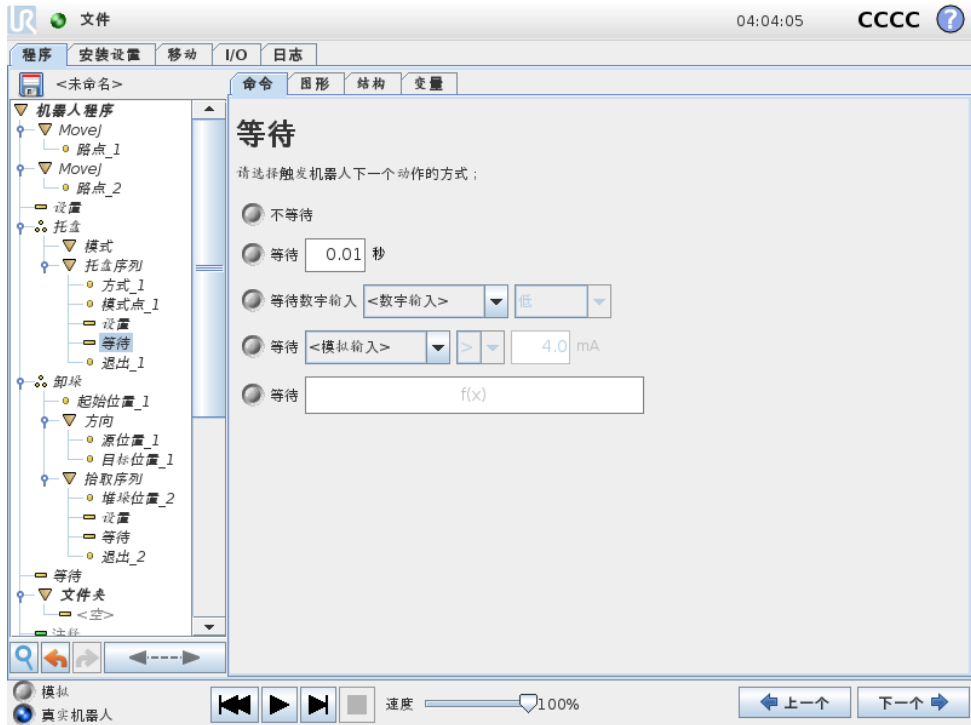 UR 文件 04:04:05 CCCC ?
程序 安装设置 移动 I/O 日志
<未命名> 命令 图形 结构 变量
机器人程序
MoveJ
路点_1
MoveJ
路点_2
设置
托盘
模式
托盘序列
方式_1
模式点_1
设置
等待
退出_1
卸垛
起始位置_1
方向
源位置_1
目标位置_1
拾取序列
堆垛位置_2
设置
等待
退出_2
等待
文件夹
<空>
注释
等待
请选择触发机器人下一个动作的方式：
不等待
等待 0.01 秒
等待数字输入 <数字输入> 低
等待 <模拟输入> > 4.0 mA
等待 f(x)
模拟
真实机器人
速度 100%
上一个 下一个